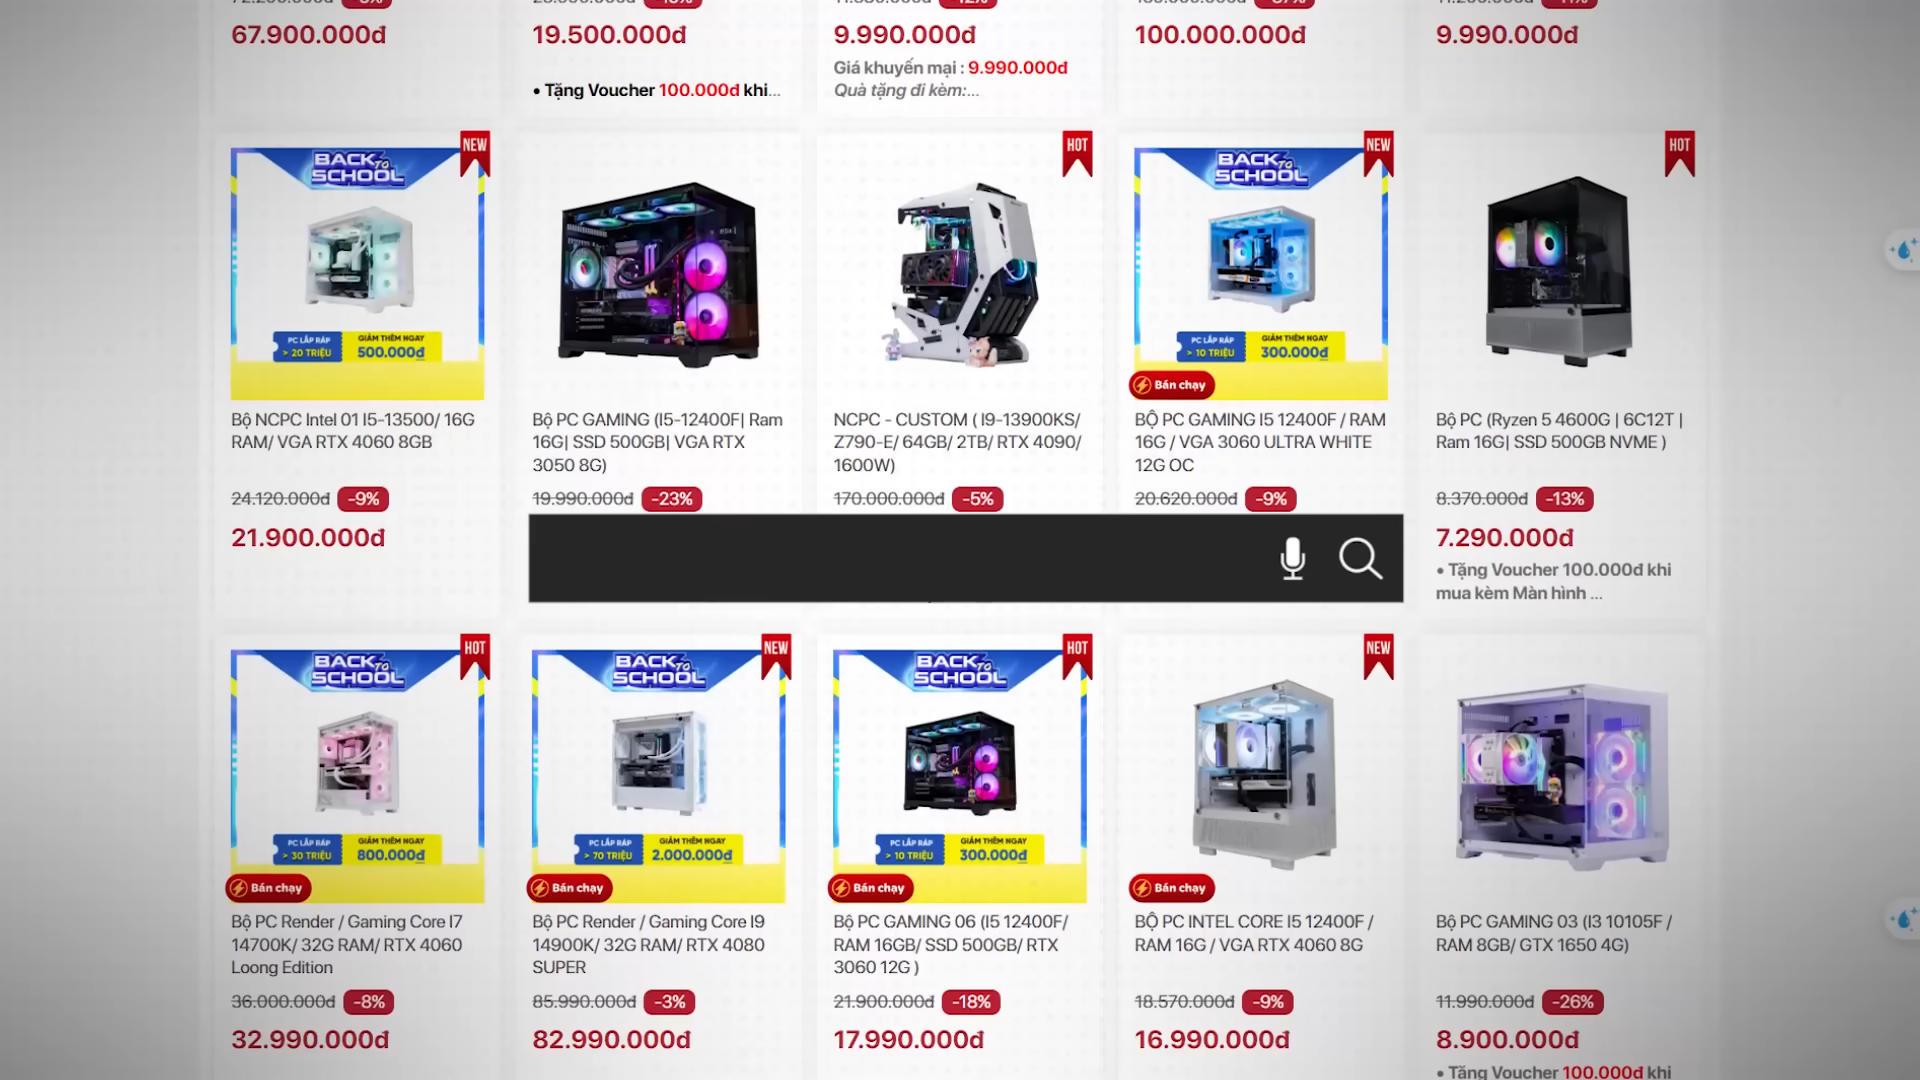 67.900.000đ
19.500.000đ
• Tặng Voucher 100.000đ khi...
9.990.000đ
Giá khuyến mại : 9.990.000đ
Quà tặng đi kèm:...
100.000.000đ
9.990.000đ
NEW
BACK TO SCHOOL
PC LẮP RÁP
> 20 TRIỆU
GIẢM THÊM NGAY
500.000đ
Bộ NCPC Intel 01 I5-13500/ 16G
RAM/ VGA RTX 4060 8GB
24.120.000đ -9%
21.900.000đ
Bộ PC GAMING (I5-12400F| Ram
16G| SSD 500GB| VGA RTX
3050 8G)
19.990.000đ -23%
HOT
NCPC - CUSTOM ( I9-13900KS/
Z790-E/ 64GB/ 2TB/ RTX 4090/
1600W)
170.000.000đ -5%
NEW
BACK TO SCHOOL
PC LẮP RÁP
> 10 TRIỆU
GIẢM THÊM NGAY
300.000đ
Bán chạy
BỘ PC GAMING I5 12400F / RAM
16G / VGA 3060 ULTRA WHITE
12G OC
20.620.000đ -9%
HOT
Bộ PC (Ryzen 5 4600G | 6C12T |
Ram 16G| SSD 500GB NVME )
8.370.000đ -13%
7.290.000đ
• Tặng Voucher 100.000đ khi
mua kèm Màn hình ...
HOT
BACK TO SCHOOL
PC LẮP RÁP
> 30 TRIỆU
GIẢM THÊM NGAY
800.000đ
Bán chạy
Bộ PC Render / Gaming Core I7
14700K/ 32G RAM/ RTX 4060
Loong Edition
36.000.000đ -8%
32.990.000đ
NEW
BACK TO SCHOOL
PC LẮP RÁP
> 70 TRIỆU
GIẢM THÊM NGAY
2.000.000đ
Bán chạy
Bộ PC Render / Gaming Core I9
14900K/ 32G RAM/ RTX 4080
SUPER
85.990.000đ -3%
82.990.000đ
HOT
BACK TO SCHOOL
PC LẮP RÁP
> 10 TRIỆU
GIẢM THÊM NGAY
300.000đ
Bán chạy
Bộ PC GAMING 06 (I5 12400F/
RAM 16GB/ SSD 500GB/ RTX
3060 12G )
21.900.000đ -18%
17.990.000đ
NEW
Bán chạy
BỘ PC INTEL CORE I5 12400F /
RAM 16G / VGA RTX 4060 8G
18.570.000đ -9%
16.990.000đ
Bộ PC GAMING 03 (I3 10105F /
RAM 8GB/ GTX 1650 4G)
11.990.000đ -26%
8.900.000đ
• Tặng Voucher 100.000đ khi